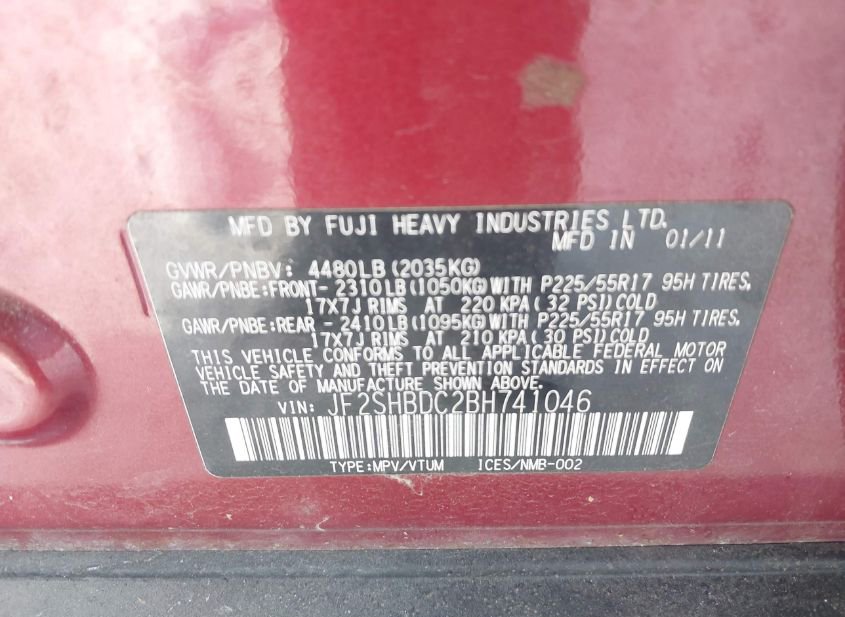 MFD BY FUJI HEAVY INDUSTRIES LTD.
MFD IN 01/11
GVWR/PNBV: 4480LB(2035KG)
GAWR/PNBE:FRONT- 2310LB(1050KG)WITH P225/55R17 95H TIRES.
17X7J RIMS AT 220 KPA( 32 PSI)COLD
GAWR/PNBE:REAR - 2410LB(1095KG)WITH P225/55R17 95H TIRES.
17X7J RIMS AT 210 KPA( 30 PSI)COLD
THIS VEHICLE CONFORMS TO ALL APPLICABLE FEDERAL MOTOR
VEHICLE SAFETY AND THEFT PREVENTION STANDARDS IN EFFECT ON
THE DATE OF MANUFACTURE SHOWN ABOVE.
VIN: JF2SHBDC2BH741046
TYPE:MPV/VTUM ICES/NMB-002